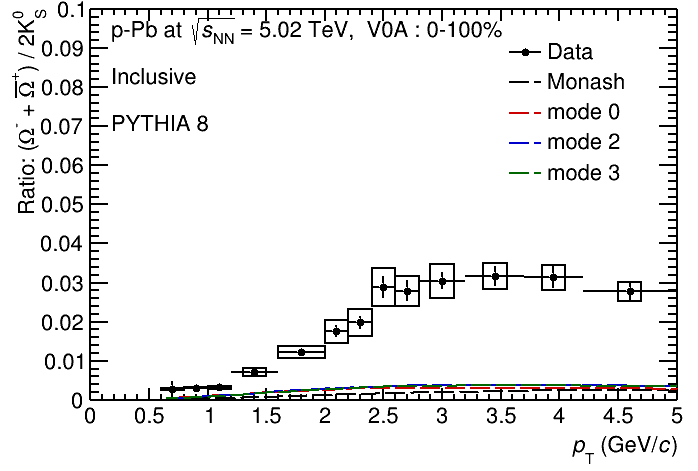 p-Pb at √s_NN = 5.02 TeV, V0A : 0-100%
Inclusive
PYTHIA 8
Data
Monash
mode 0
mode 2
mode 3
Ratio: (Ω⁻ + Ω̅⁺) / 2K⁰_S
0.1
0.09
0.08
0.07
0.06
0.05
0.04
0.03
0.02
0.01
0
0 0.5 1 1.5 2 2.5 3 3.5 4 4.5 5
p_T (GeV/c)